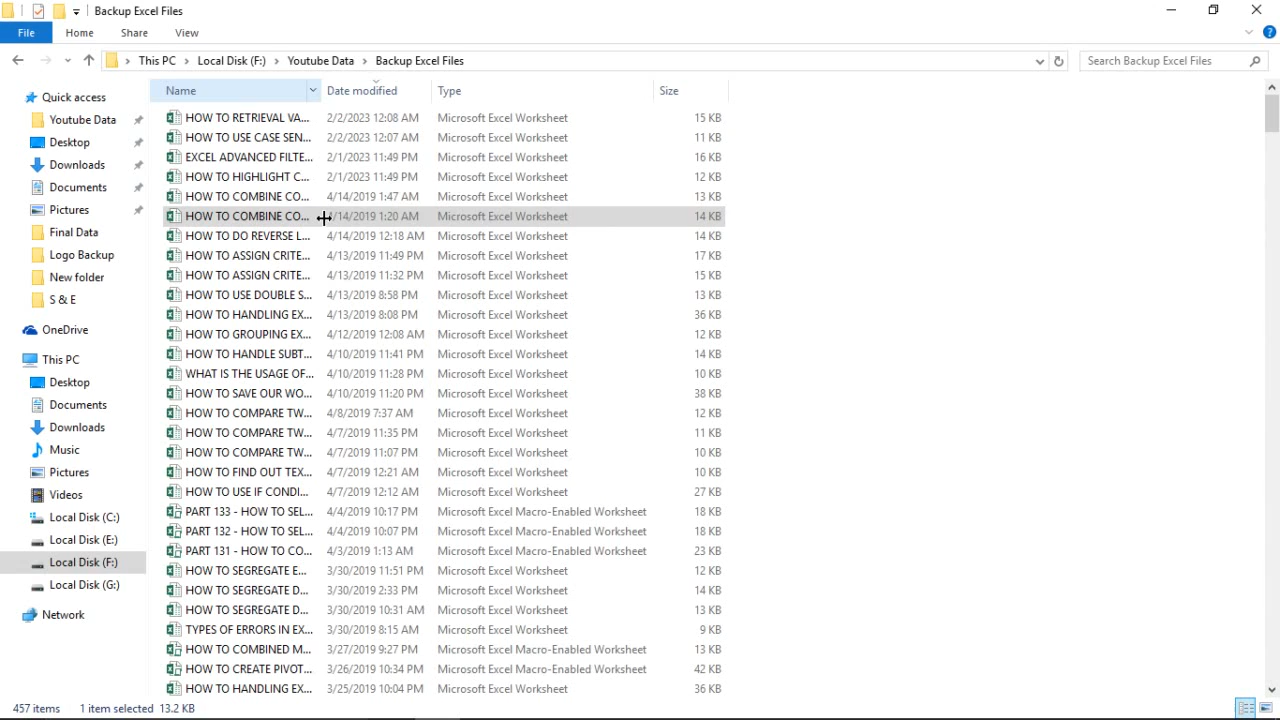 Backup Excel Files
File Home Share View
This PC Local Disk (F:) Youtube Data Backup Excel Files Search Backup Excel Files
Name Date modified Type Size
Quick access
Youtube Data
Desktop
Downloads
Documents
Pictures
Final Data
Logo Backup
New folder
S & E
OneDrive
This PC
Desktop
Documents
Downloads
Music
Pictures
Videos
Local Disk (C:)
Local Disk (E:)
Local Disk (F:)
Local Disk (G:)
Network
HOW TO RETRIEVAL VA... 2/2/2023 12:08 AM Microsoft Excel Worksheet 15 KB
HOW TO USE CASE SEN... 2/2/2023 12:07 AM Microsoft Excel Worksheet 11 KB
EXCEL ADVANCED FILTE... 2/1/2023 11:49 PM Microsoft Excel Worksheet 16 KB
HOW TO HIGHLIGHT C... 2/1/2023 11:49 PM Microsoft Excel Worksheet 12 KB
HOW TO COMBINE CO... 4/14/2019 1:47 AM Microsoft Excel Worksheet 13 KB
HOW TO COMBINE CO... /14/2019 1:20 AM Microsoft Excel Worksheet 14 KB
HOW TO DO REVERSE L... 4/14/2019 12:18 AM Microsoft Excel Worksheet 14 KB
HOW TO ASSIGN CRITE... 4/13/2019 11:49 PM Microsoft Excel Worksheet 17 KB
HOW TO ASSIGN CRITE... 4/13/2019 11:32 PM Microsoft Excel Worksheet 15 KB
HOW TO USE DOUBLE S... 4/13/2019 8:58 PM Microsoft Excel Worksheet 13 KB
HOW TO HANDLING EX... 4/13/2019 8:08 PM Microsoft Excel Worksheet 36 KB
HOW TO GROUPING EX... 4/12/2019 12:08 AM Microsoft Excel Worksheet 12 KB
HOW TO HANDLE SUBT... 4/10/2019 11:41 PM Microsoft Excel Worksheet 14 KB
WHAT IS THE USAGE OF... 4/10/2019 11:28 PM Microsoft Excel Worksheet 10 KB
HOW TO SAVE OUR WO... 4/10/2019 11:20 PM Microsoft Excel Worksheet 38 KB
HOW TO COMPARE TW... 4/8/2019 7:37 AM Microsoft Excel Worksheet 12 KB
HOW TO COMPARE TW... 4/7/2019 11:35 PM Microsoft Excel Worksheet 11 KB
HOW TO COMPARE TW... 4/7/2019 11:07 PM Microsoft Excel Worksheet 10 KB
HOW TO FIND OUT TEX... 4/7/2019 12:21 AM Microsoft Excel Worksheet 10 KB
HOW TO USE IF CONDI... 4/7/2019 12:12 AM Microsoft Excel Worksheet 27 KB
PART 133 - HOW TO SEL... 4/4/2019 10:17 PM Microsoft Excel Macro-Enabled Worksheet 18 KB
PART 132 - HOW TO SEL... 4/4/2019 10:07 PM Microsoft Excel Macro-Enabled Worksheet 18 KB
PART 131 - HOW TO CO... 4/3/2019 1:13 AM Microsoft Excel Macro-Enabled Worksheet 23 KB
HOW TO SEGREGATE E... 3/30/2019 11:51 PM Microsoft Excel Worksheet 12 KB
HOW TO SEGREGATE D... 3/30/2019 2:33 PM Microsoft Excel Worksheet 14 KB
HOW TO SEGREGATE D... 3/30/2019 10:31 AM Microsoft Excel Worksheet 13 KB
TYPES OF ERRORS IN EX... 3/30/2019 8:15 AM Microsoft Excel Worksheet 9 KB
HOW TO COMBINED M... 3/27/2019 9:27 PM Microsoft Excel Macro-Enabled Worksheet 13 KB
HOW TO CREATE PIVOT... 3/26/2019 10:34 PM Microsoft Excel Macro-Enabled Worksheet 42 KB
HOW TO HANDLING EX... 3/25/2019 10:04 PM Microsoft Excel Worksheet 36 KB
457 items 1 item selected 13.2 KB